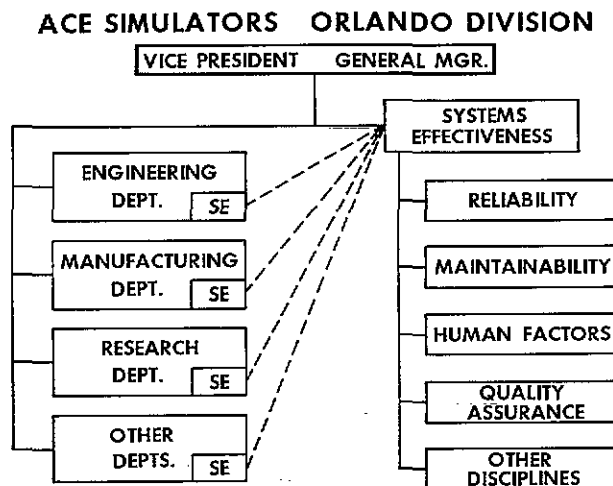 ACE SIMULATORS ORLANDO DIVISION
VICE PRESIDENT GENERAL MGR.
SYSTEMS
EFFECTIVENESS
ENGINEERING
DEPT.
SE
MANUFACTURING
DEPT.
SE
RESEARCH
DEPT.
SE
OTHER
DEPTS.
SE
RELIABILITY
MAINTAINABILITY
HUMAN FACTORS
QUALITY
ASSURANCE
OTHER
DISCIPLINES